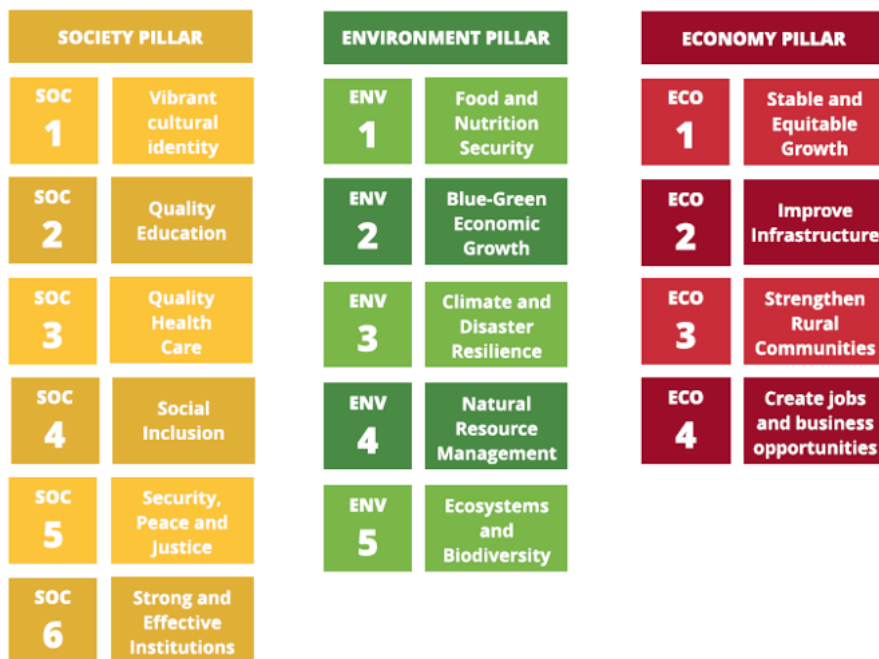 SOCIETY PILLAR
SOC
1
Vibrant
cultural
identity
SOC
2
Quality
Education
SOC
3
Quality
Health
Care
SOC
4
Social
Inclusion
SOC
5
Security,
Peace and
Justice
SOC
6
Strong and
Effective
Institutions
ENVIRONMENT PILLAR
ENV
1
Food and
Nutrition
Security
ENV
2
Blue-Green
Economic
Growth
ENV
3
Climate and
Disaster
Resilience
ENV
4
Natural
Resource
Management
ENV
5
Ecosystems
and
Biodiversity
ECONOMY PILLAR
ECO
1
Stable and
Equitable
Growth
ECO
2
Improve
Infrastructure
ECO
3
Strengthen
Rural
Communities
ECO
4
Create jobs
and business
opportunities